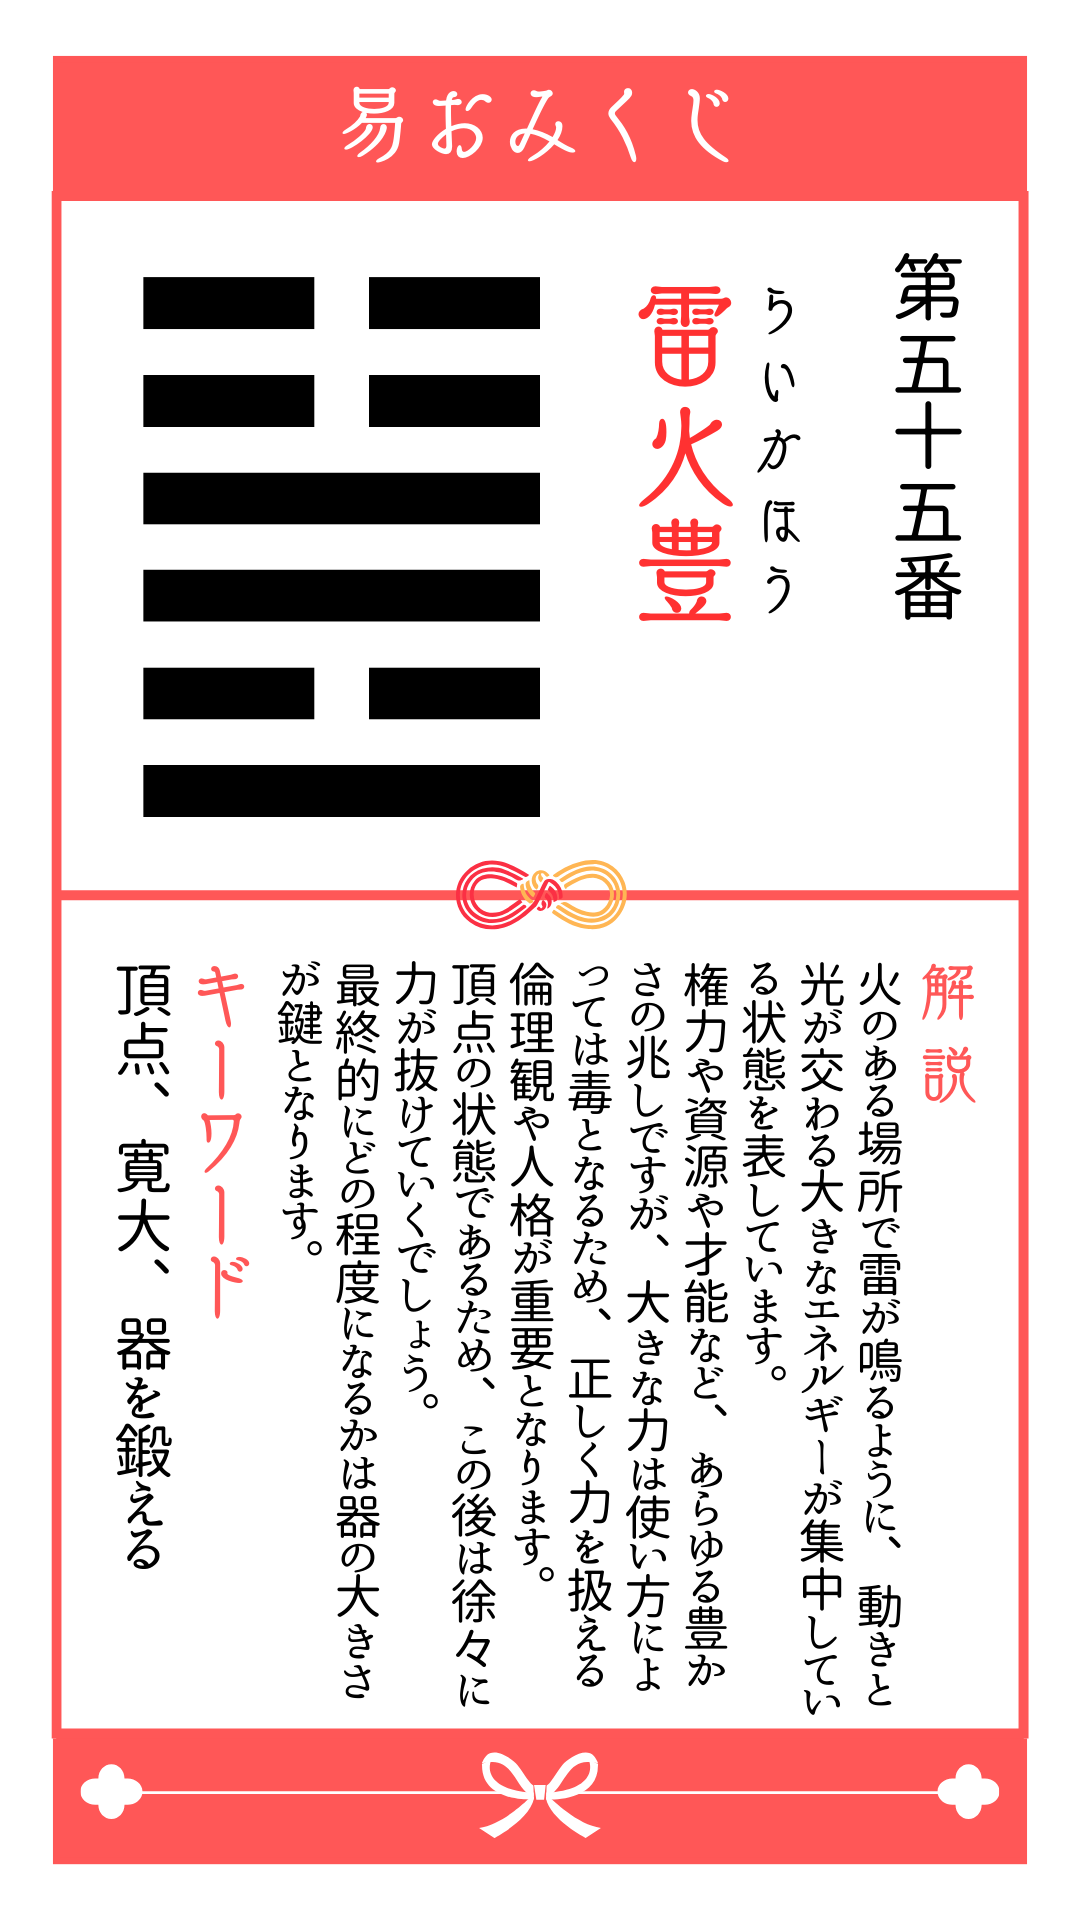 易おみくじ
第五十五番
らいかほう
雷火豊
解説
火のある場所で雷が鳴るように、動きと
光が交わる大きなエネルギーが集中してい
る状態を表しています。
権力や資源や才能など、あらゆる豊か
さの兆しですが、大きな力は使い方によ
っては毒となるため、正しく力を扱える
倫理観や人格が重要となります。
頂点の状態であるため、この後は徐々に
力が抜けていくでしょう。
最終的にどの程度になるかは器の大きさ
が鍵となります。
キーワード
頂点、寛大、器を鍛える